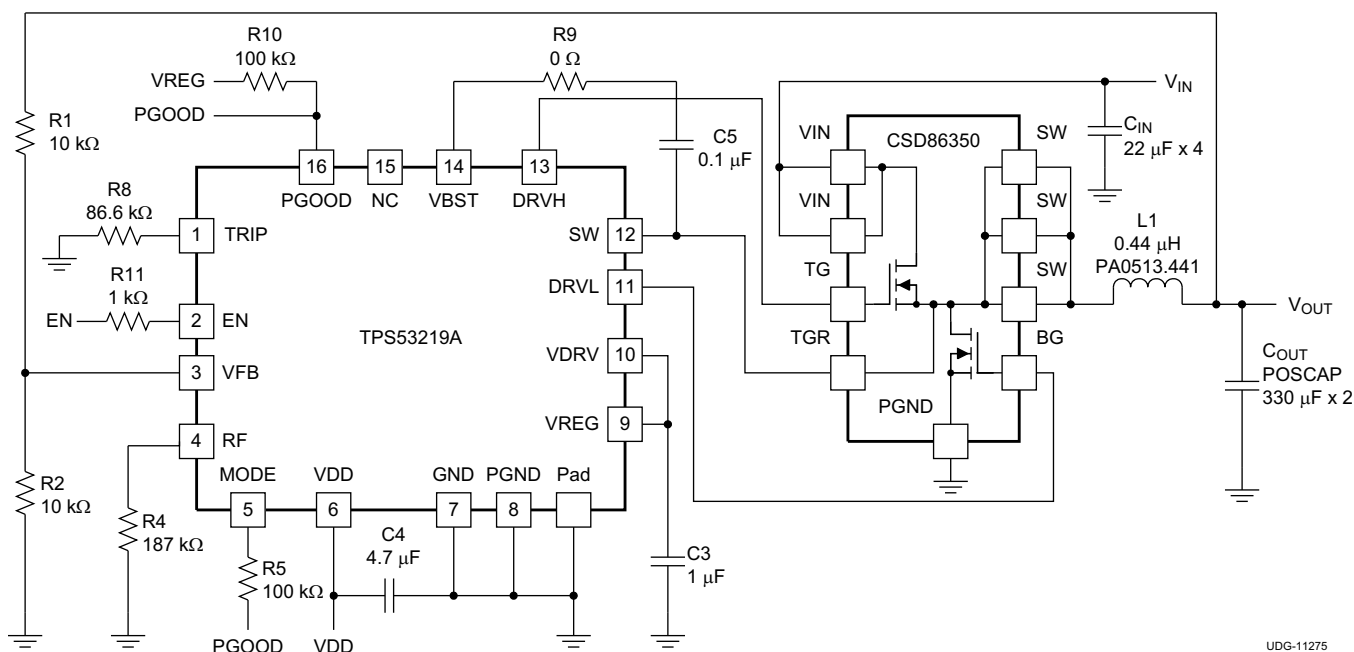 R10
100 kΩ
VREG
PGOOD
R9
0 Ω
R1
10 kΩ
C5
0.1 µF
VIN
CIN
22 µF x 4
CSD86350
VIN
SW
VIN
SW
TG
SW
TGR
BG
PGND
L1
0.44 µH
PA0513.441
VOUT
COUT
POSCAP
330 µF x 2
16
15
14
13
PGOOD
NC
VBST
DRVH
R8
86.6 kΩ
1
TRIP
SW
12
R11
1 kΩ
DRVL
11
EN
2
EN
TPS53219A
VDRV
10
3
VFB
VREG
9
4
RF
MODE
VDD
GND
PGND
Pad
5
6
7
8
R2
10 kΩ
R4
187 kΩ
C4
4.7 µF
C3
1 µF
R5
100 kΩ
PGOOD
VDD
UDG-11275